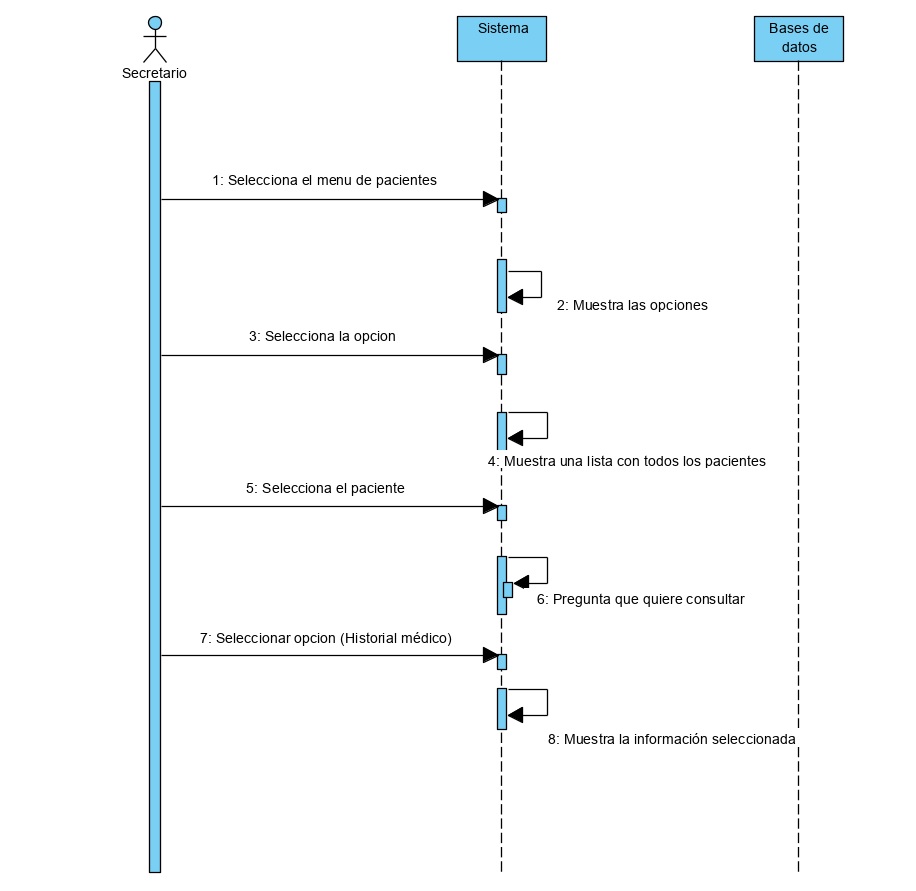 Secretario
Sistema
Bases de
datos
1: Selecciona el menu de pacientes
2: Muestra las opciones
3: Selecciona la opcion
4: Muestra una lista con todos los pacientes
5: Selecciona el paciente
6: Pregunta que quiere consultar
7: Seleccionar opcion (Historial médico)
8: Muestra la información seleccionada